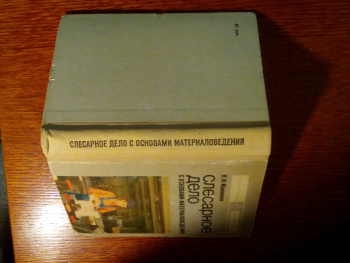 СЛЕСАРНОЕ ДЕЛО С ОСНОВАМИ МАТЕРИАЛОВЕДЕНИЯ
СЛЕСАРНОЕ
ДЕЛО
С ОСНОВАМИ МАТЕРИАЛОВЕДЕНИЯ